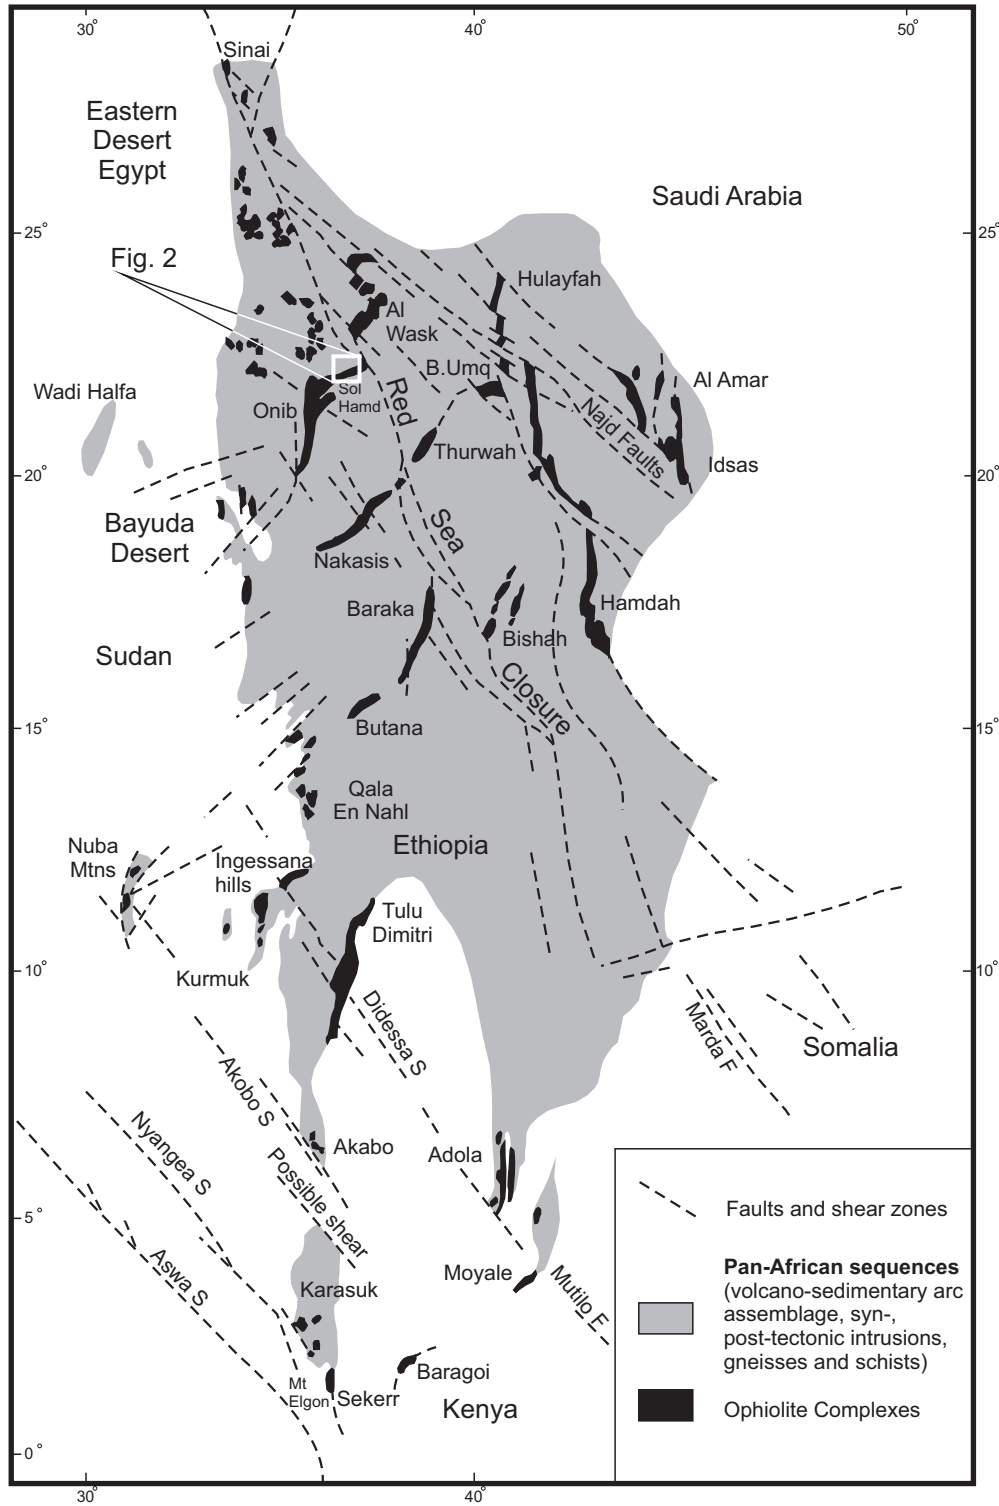 30°
40°
50°
Sinai
Eastern
Desert
Egypt
Saudi Arabia
25°
25°
Fig. 2
Hulayfah
Al
Wask
B.Umq
Al Amar
Wadi Halfa
Sol
Hamd
Onib
Red
Najd Faults
Thurwah
Idsas
20°
20°
Bayuda
Desert
Sea
Nakasis
Baraka
Hamdah
Bishah
Sudan
Closure
Butana
15°
15°
Qala
En Nahl
Ethiopia
Nuba
Mtns
Ingessana
hills
Tulu
Dimitri
Kurmuk
10°
10°
Didessa S
Marda F
Somalia
Akobo S
Nyangea S
Akabo
Adola
Possible shear
5°
5°
Aswa S
Moyale
Mutilo F
Karasuk
Baragoi
Mt
Elgon
Sekerr
Kenya
Faults and shear zones
Pan-African sequences
(volcano-sedimentary arc
assemblage, syn-,
post-tectonic intrusions,
gneisses and schists)
Ophiolite Complexes
0°
0°
30°
40°